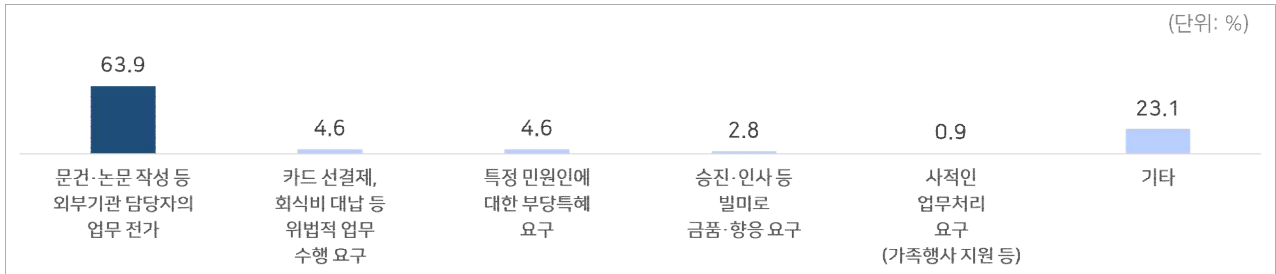 (단위: %)
63.9
4.6
4.6
2.8
0.9
23.1
문건·논문 작성 등
외부기관 담당자의
업무 전가
카드 선결제,
회식비 대납 등
위법적 업무
수행 요구
특정 민원인에
대한 부당특혜
요구
승진·인사 등
빌미로
금품·향응 요구
사적인
업무처리
요구
(가족행사 지원 등)
기타